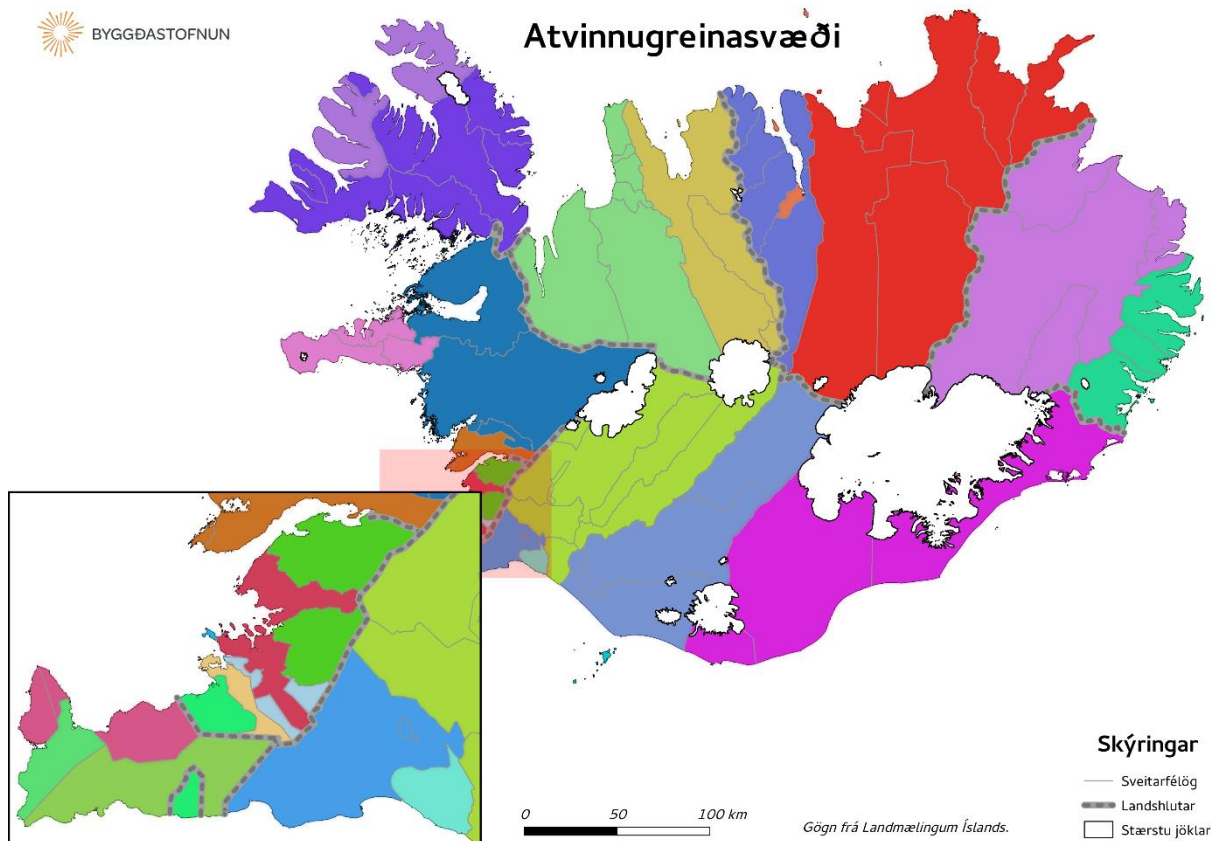 BYGGÐASTOFNUN
Atvinnugreinasvæði
Skýringar
Sveitarfélög
Landshlutar
Stærstu jöklar
0 50 100 km
Gögn frá Landmælingum Íslands.